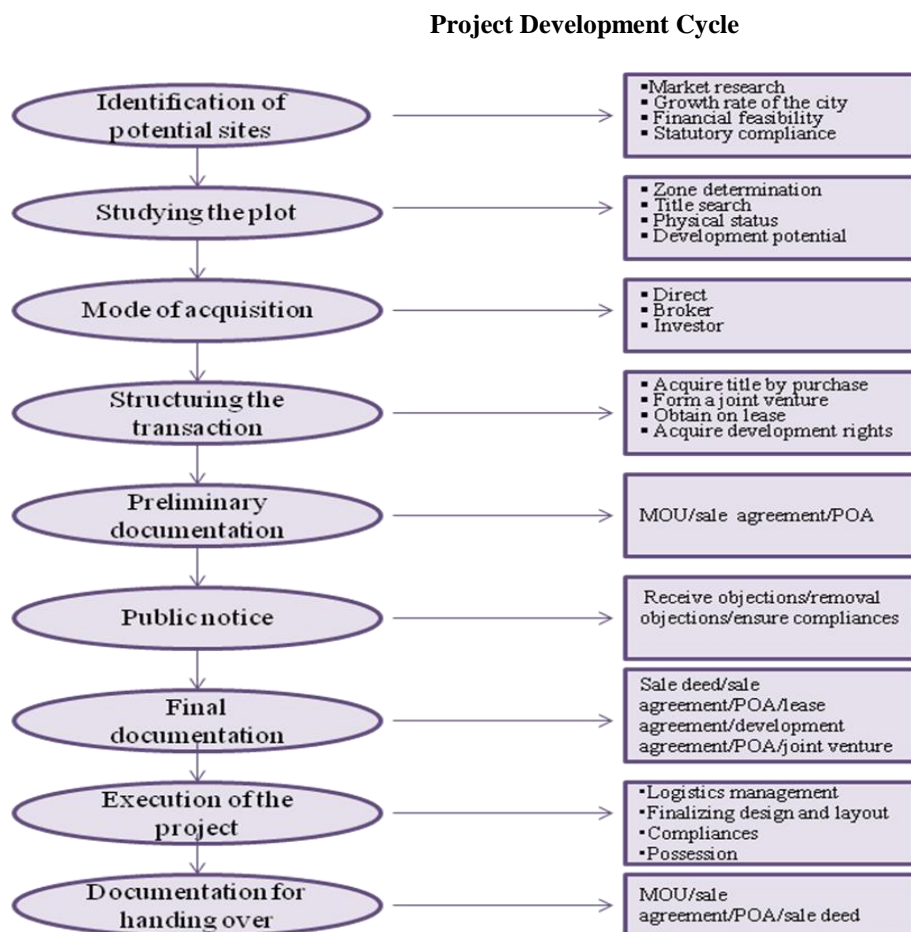 Project Development Cycle
Identification of
potential sites
▪Market research
▪ Growth rate of the city
▪ Financial feasibility
▪ Statutory compliance
Studying the plot
▪ Zone determination
▪ Title search
▪ Physical status
▪ Development potential
Mode of acquisition
▪ Direct
▪ Broker
▪ Investor
Structuring the
transaction
▪ Acquire title by purchase
▪ Form a joint venture
▪ Obtain on lease
▪ Acquire development rights
Preliminary
documentation
MOU/sale agreement/POA
Public notice
Receive objections/removal
objections/ensure compliances
Final
documentation
Sale deed/sale
agreement/POA/lease
agreement/development
agreement/POA/joint venture
Execution of the
project
▪Logistics management
▪Finalizing design and layout
▪Compliances
▪Possession
Documentation for
handing over
MOU/sale
agreement/POA/sale deed